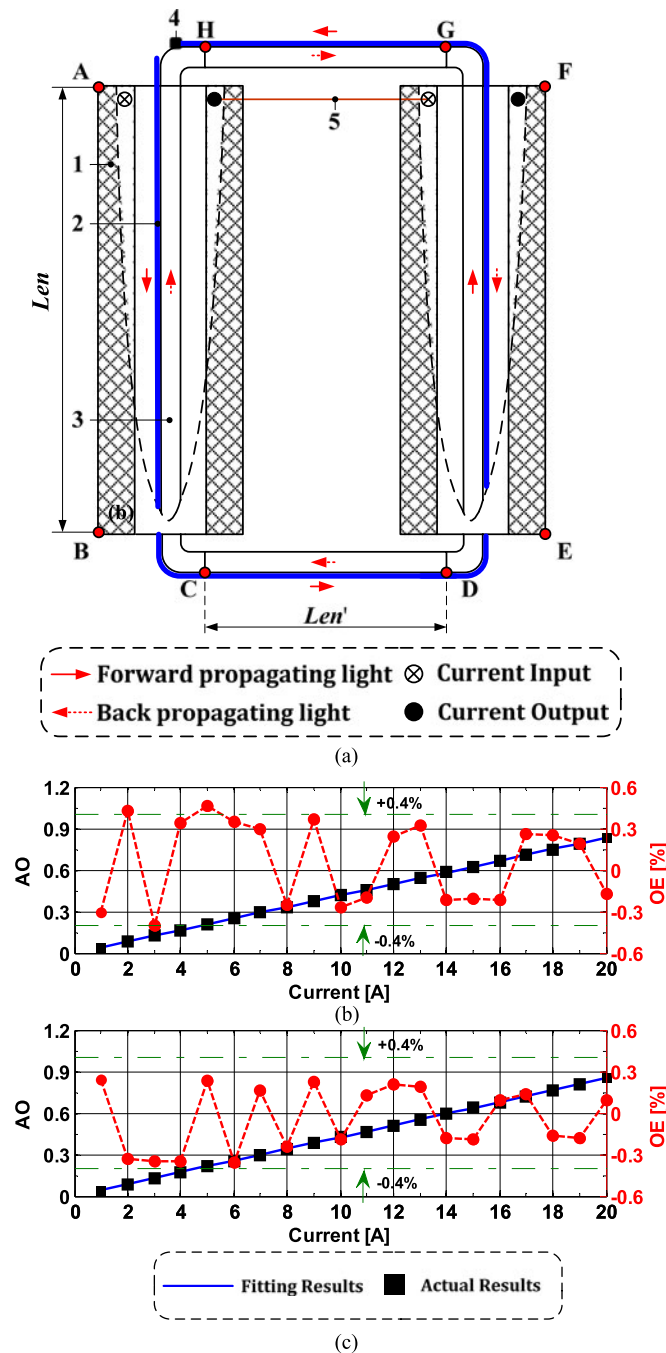 4
H
G
A
F
5
1
2
Len
3
(b)
B
E
C
D
Len'
Forward propagating light
Current Input
Back propagating light
Current Output
(a)
1.2
0.9
0.6
0.3
0
AO
0.6
0.3
0
-0.3
-0.6
OE [%]
+0.4%
-0.4%
0 2 4 6 8 10 12 14 16 18 20
Current [A]
(b)
1.2
0.9
0.6
0.3
0
AO
0.6
0.3
0
-0.3
-0.6
OE [%]
+0.4%
-0.4%
0 2 4 6 8 10 12 14 16 18 20
Current [A]
Fitting Results
Actual Results
(c)